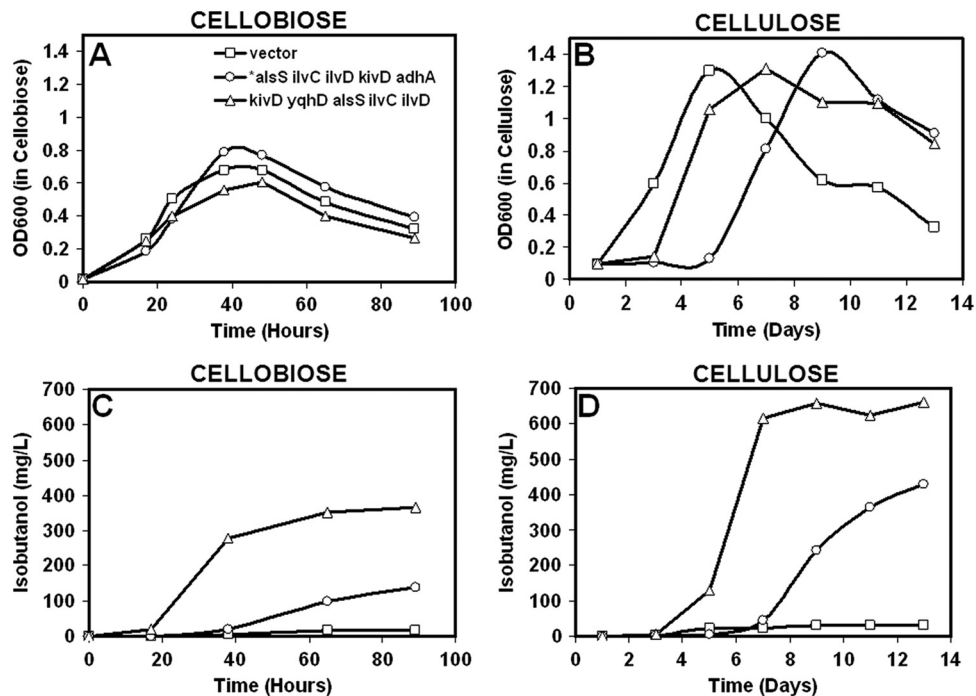 CELLOBIOSE
A
vector
*alsS ilvC ilvD kivD adhA
kivD yqhD alsS ilvC ilvD
OD600 (in Cellobiose)
1.4
1.2
1
0.8
0.6
0.4
0.2
0
0 20 40 60 80 100
Time (Hours)
CELLULOSE
B
OD600 (in Cellulose)
1.4
1.2
1
0.8
0.6
0.4
0.2
0
0 2 4 6 8 10 12 14
Time (Days)
CELLOBIOSE
C
Isobutanol (mg/L)
700
600
500
400
300
200
100
0
0 20 40 60 80 100
Time (Hours)
CELLULOSE
D
Isobutanol (mg/L)
700
600
500
400
300
200
100
0
0 2 4 6 8 10 12 14
Time (Days)